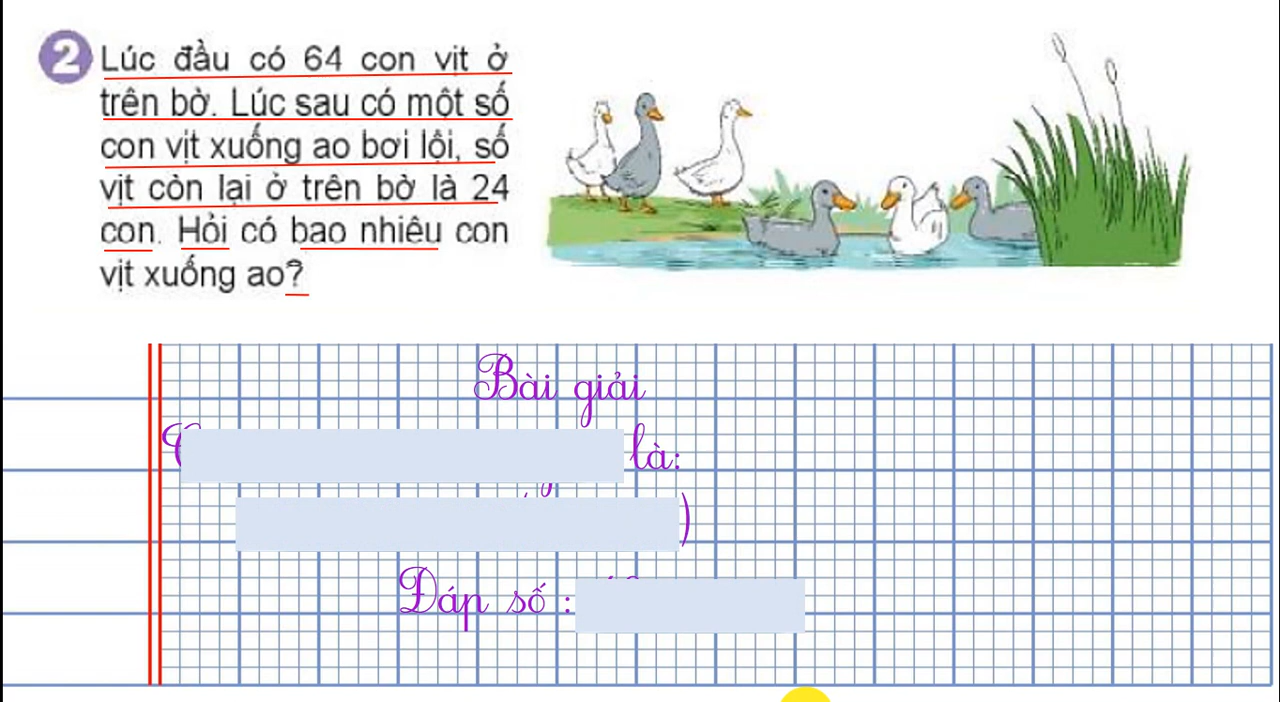 2 Lúc đầu có 64 con vịt ở
trên bờ. Lúc sau có một số
con vịt xuống ao bơi lội, số
vịt còn lại ở trên bờ là 24
con. Hỏi có bao nhiêu con
vịt xuống ao?
Bài giải
là:
)
Đáp số :